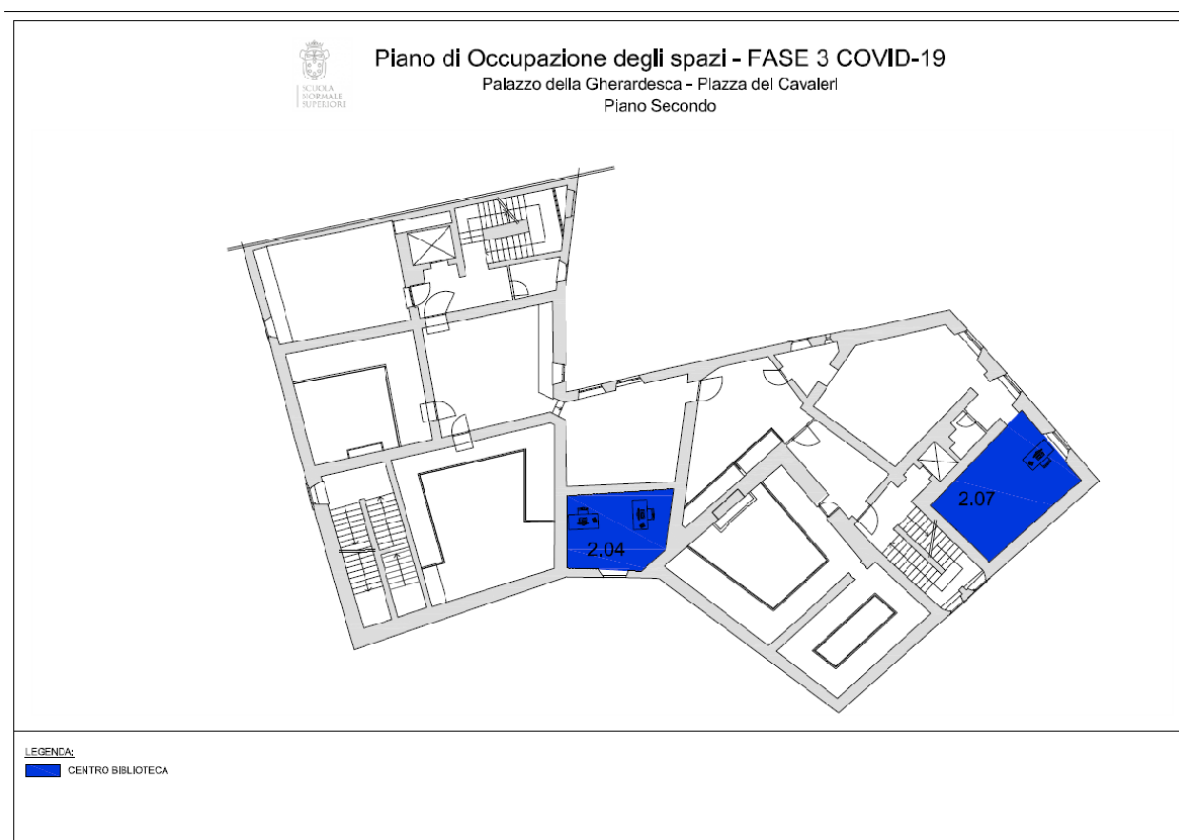 SCUOLA
NORMALE
SUPERIORE
Piano di Occupazione degli spazi - FASE 3 COVID-19
Palazzo della Gherardesca - Piazza dei Cavalieri
Piano Secondo
2.07
2.04
LEGENDA:
CENTRO BIBLIOTECA